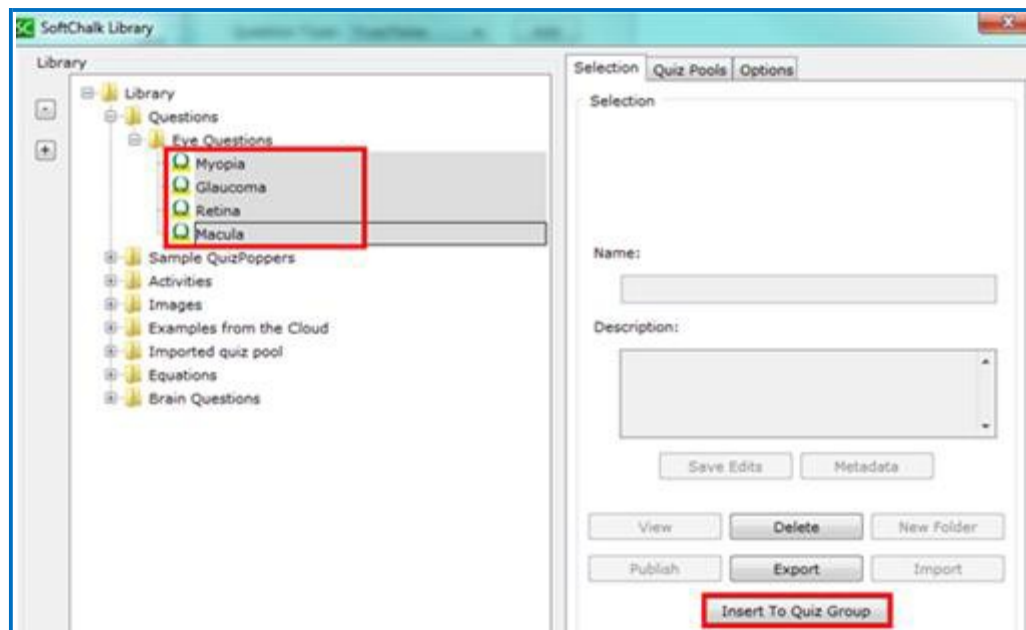 SoftChalk Library
Library
Library
Questions
Eye Questions
Myopia
Glaucoma
Retina
Macula
Sample QuizPoppers
Activities
Images
Examples from the Cloud
Imported quiz pool
Equations
Brain Questions
Selection Quiz Pools Options
Selection
Name:
Description:
Save Edits Metadata
View Delete New Folder
Publish Export Import
Insert To Quiz Group